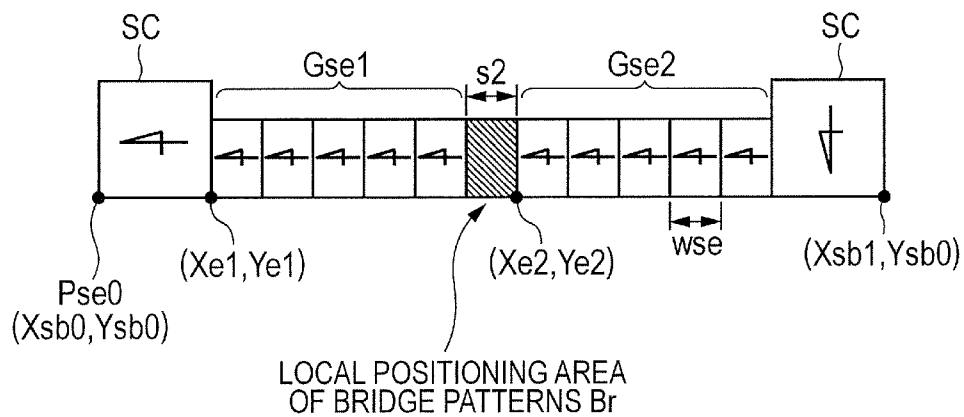 SC
SC
Gse1
s2
Gse2
wse
(Xe1,Ye1)
(Xe2,Ye2)
(Xsb1,Ysb0)
Pse0
(Xsb0,Ysb0)
LOCAL POSITIONING AREA
OF BRIDGE PATTERNS Br